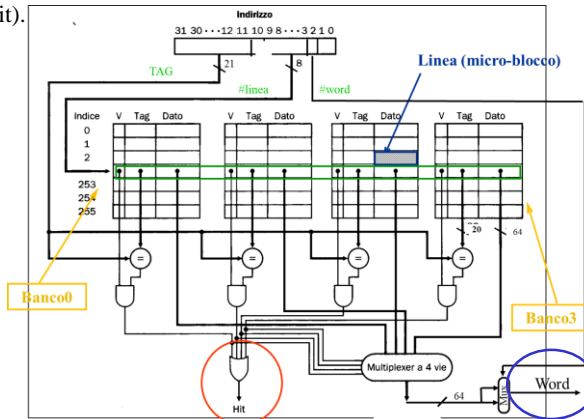 it).
Indirizzo
31 30 ··· 12 11 10 9 8 ··· 3 2 1 0
TAG
21
#linea
8
#word
Linea (micro-blocco)
Indice
V Tag Dato
V Tag Dato
V Tag Dato
V Tag Dato
0
1
2
253
254
255
20
64
=
=
=
=
Banco0
Banco3
Multiplexer a 4 vie
64
Mux
Word
Hit